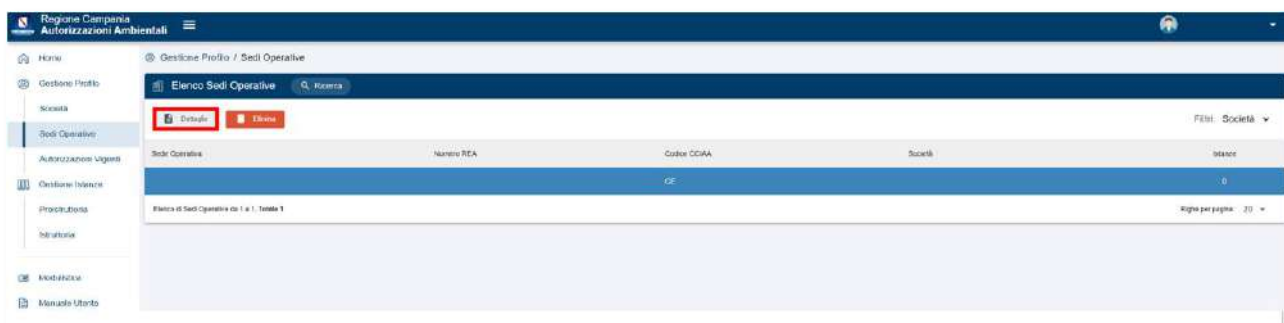 Regione Campania
Autorizzazioni Ambientali
Home
Gestione Profilo / Sedi Operative
Gestione Profilo
Elenco Sedi Operative
Ricerca
Società
Dettaglio
Elimina
Filtri: Società
Sedi Operative
Autorizzazioni Vigenti
Sede Operativa
Numero REA
Codice CCIAA
Società
Istanze
Gestione Istanze
CE
0
Preistruttoria
Elenco di Sedi Operative da 1 a 1. Totale 1
Righe per pagina: 20
Istruttoria
Modulistica
Manuale Utente